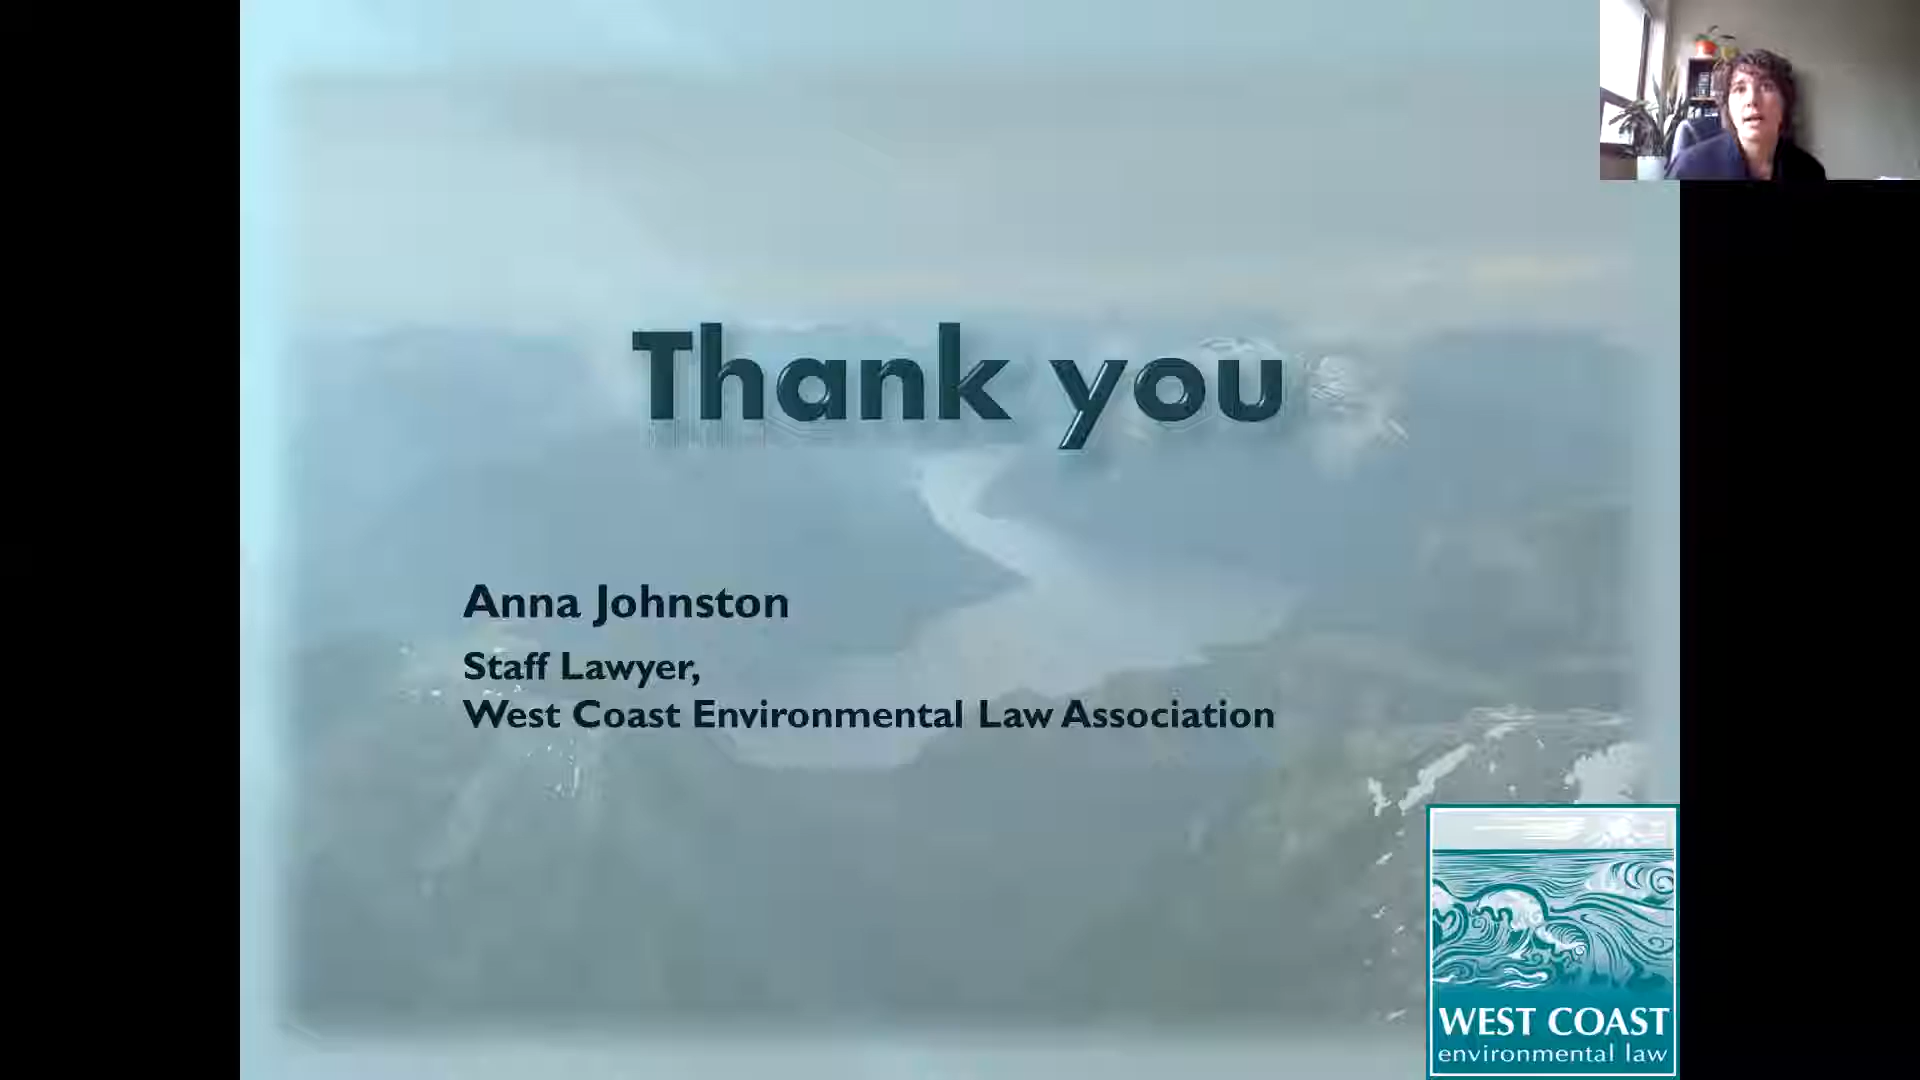 Thank you
Anna Johnston
Staff Lawyer,
West Coast Environmental Law Association
WEST COAST
environmental law